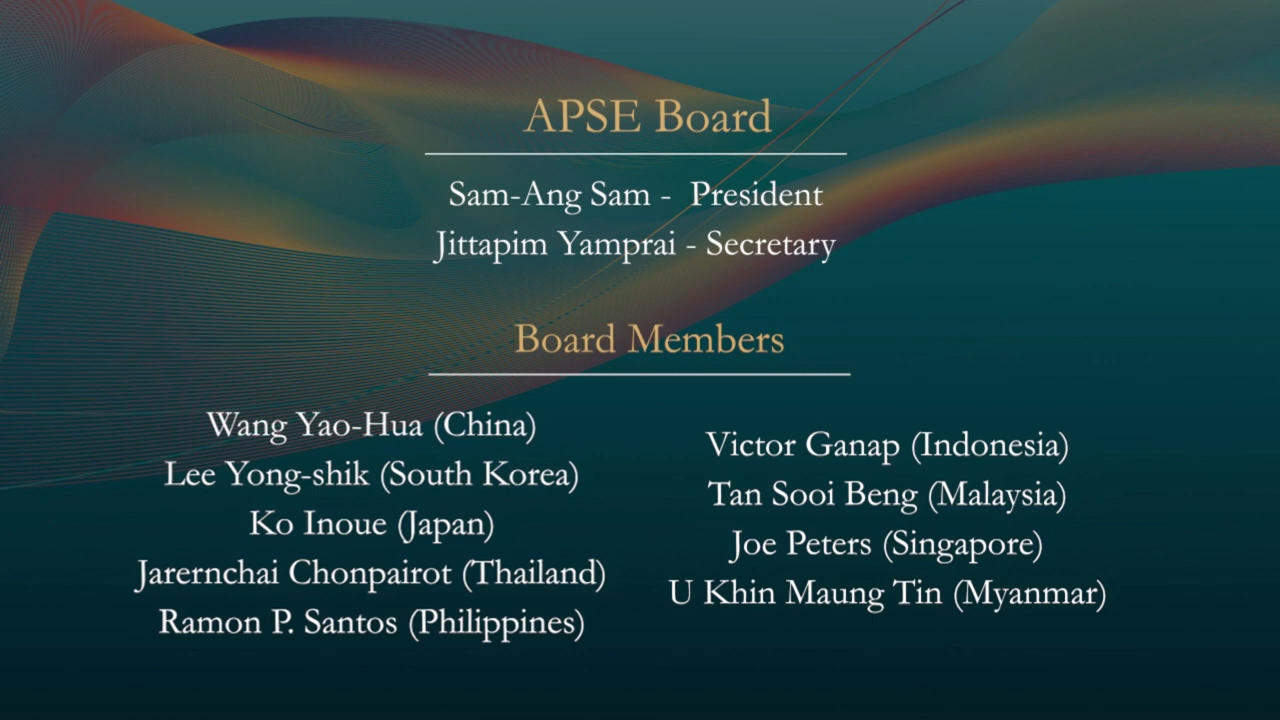 APSE Board
Sam-Ang Sam - President
Jittapim Yamprai - Secretary
Board Members
Wang Yao-Hua (China)
Lee Yong-shik (South Korea)
Ko Inoue (Japan)
Jarernchai Chonpairot (Thailand)
Ramon P. Santos (Philippines)
Victor Ganap (Indonesia)
Tan Sooi Beng (Malaysia)
Joe Peters (Singapore)
U Khin Maung Tin (Myanmar)